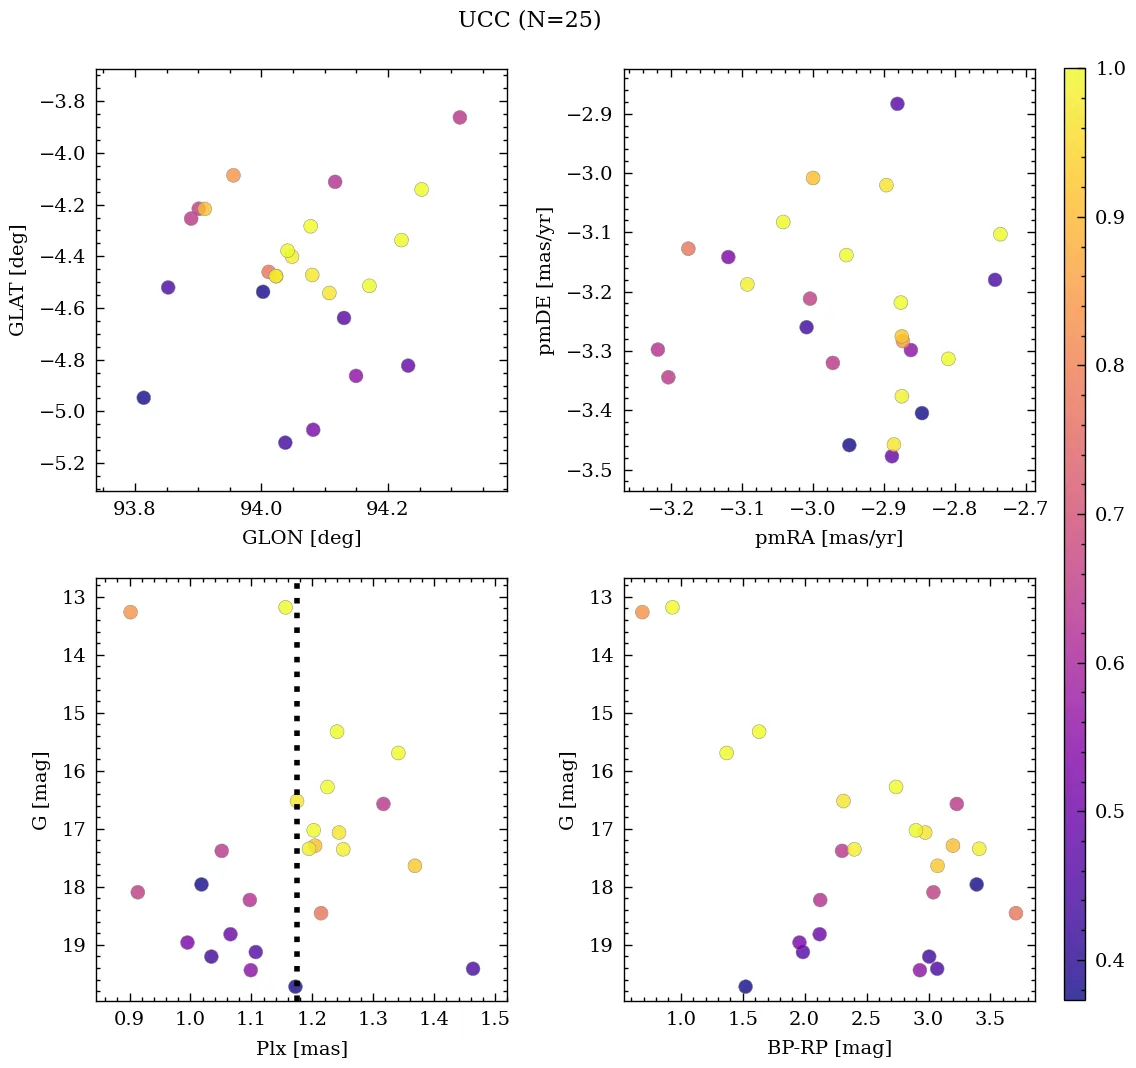 UCC (N=25)
−3.8
−4.0
−4.2
−4.4
−4.6
−4.8
−5.0
−5.2
GLAT [deg]
93.8 94.0 94.2
GLON [deg]
−2.9
−3.0
−3.1
−3.2
−3.3
−3.4
−3.5
pmDE [mas/yr]
−3.2 −3.1 −3.0 −2.9 −2.8 −2.7
pmRA [mas/yr]
13
14
15
16
17
18
19
G [mag]
0.9 1.0 1.1 1.2 1.3 1.4 1.5
Plx [mas]
13
14
15
16
17
18
19
G [mag]
1.0 1.5 2.0 2.5 3.0 3.5
BP-RP [mag]
1.0
0.9
0.8
0.7
0.6
0.5
0.4